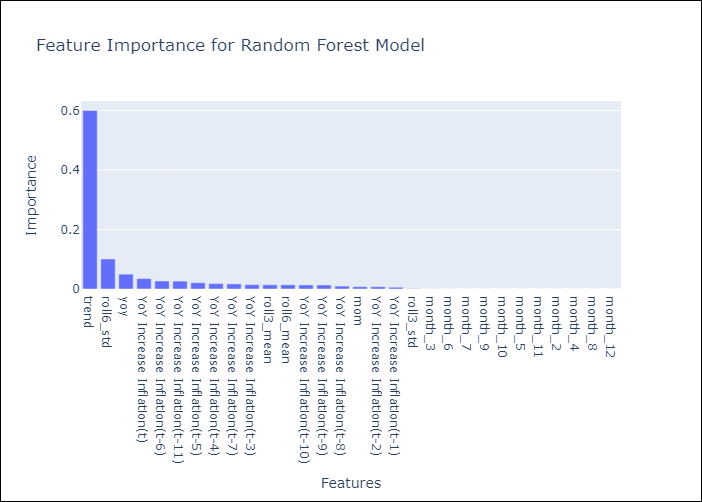 Feature Importance for Random Forest Model
Importance
0.6
0.4
0.2
0
trend
roll6_std
yoy
YoY Increase Inflation(t)
YoY Increase Inflation(t-6)
YoY Increase Inflation(t-11)
YoY Increase Inflation(t-5)
YoY Increase Inflation(t-4)
YoY Increase Inflation(t-7)
YoY Increase Inflation(t-3)
roll3_mean
roll6_mean
YoY Increase Inflation(t-10)
YoY Increase Inflation(t-9)
YoY Increase Inflation(t-8)
mom
YoY Increase Inflation(t-2)
YoY Increase Inflation(t-1)
roll3_std
month_3
month_6
month_7
month_9
month_10
month_5
month_11
month_2
month_4
month_8
month_12
Features